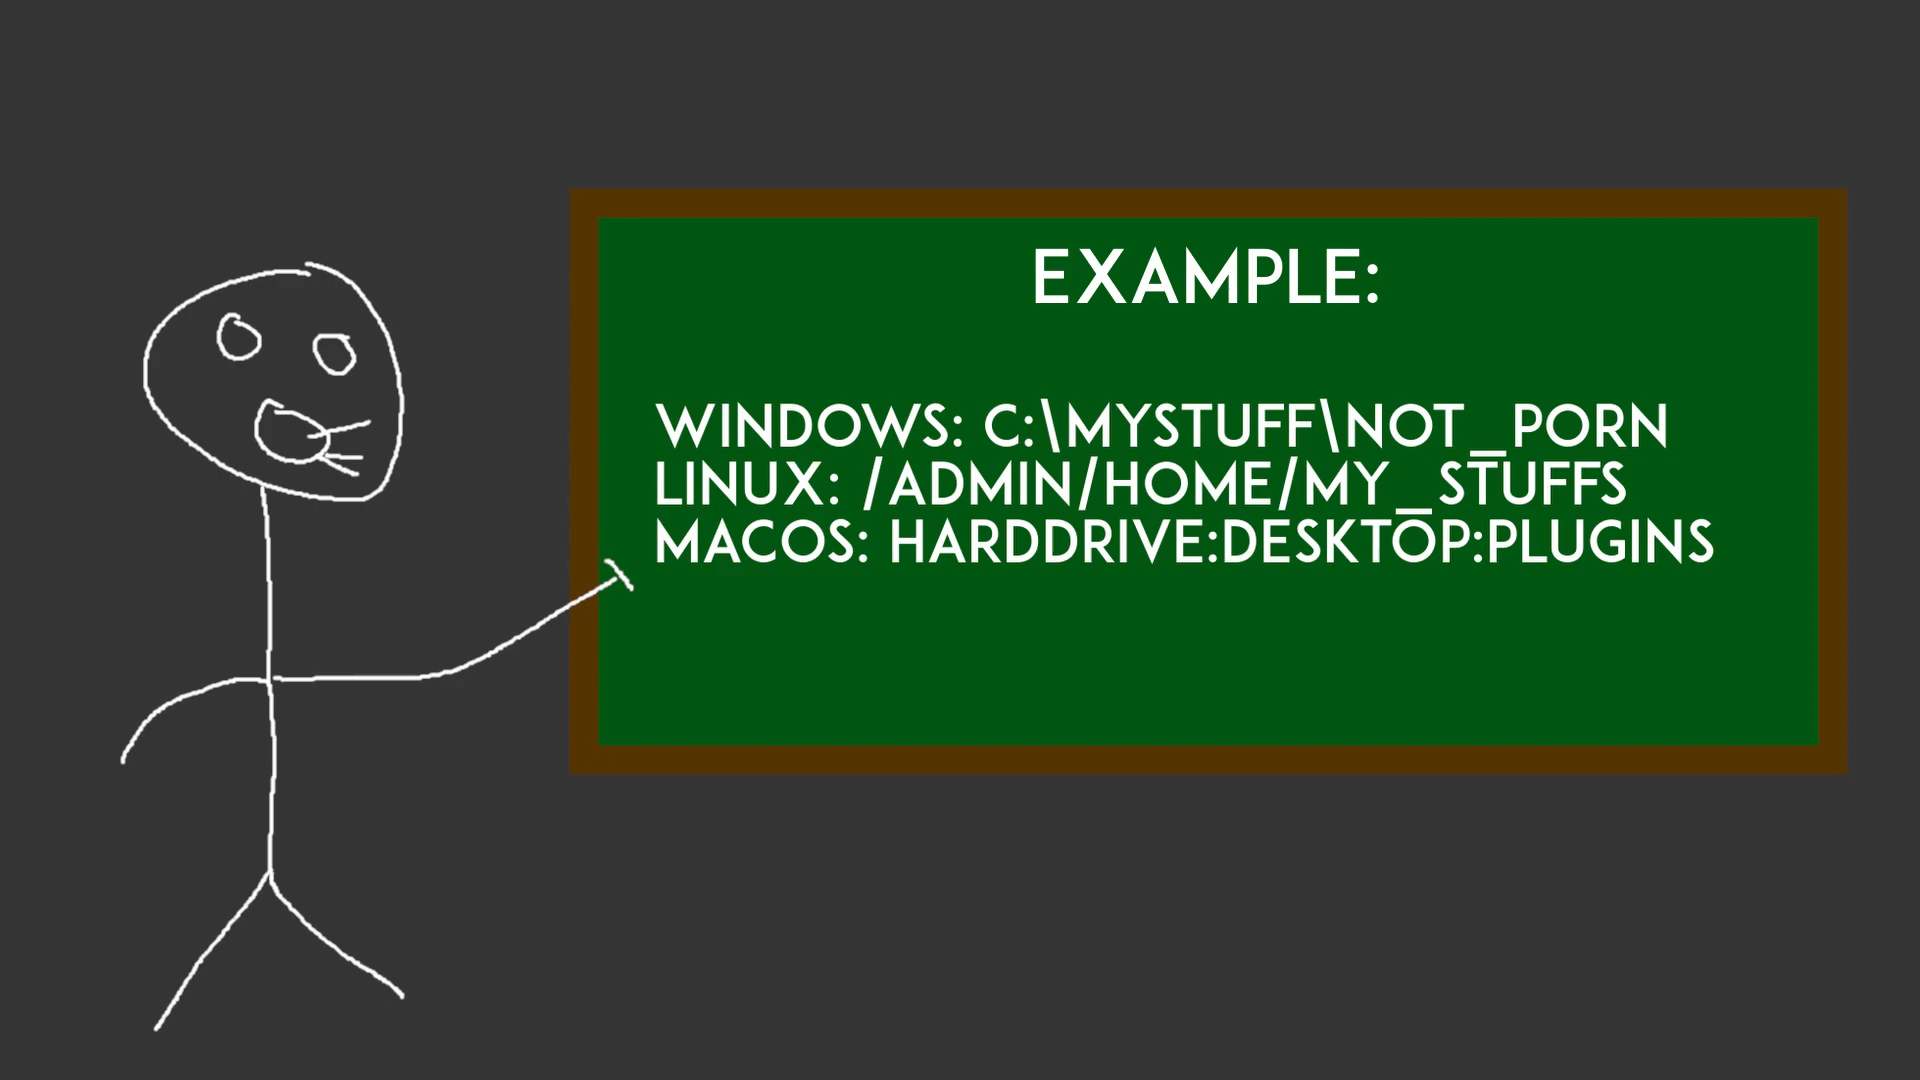 EXAMPLE:
WINDOWS: C:\MYSTUFF\NOT_PORN
LINUX: /ADMIN/HOME/MY_STUFFS
MACOS: HARDDRIVE:DESKTOP:PLUGINS